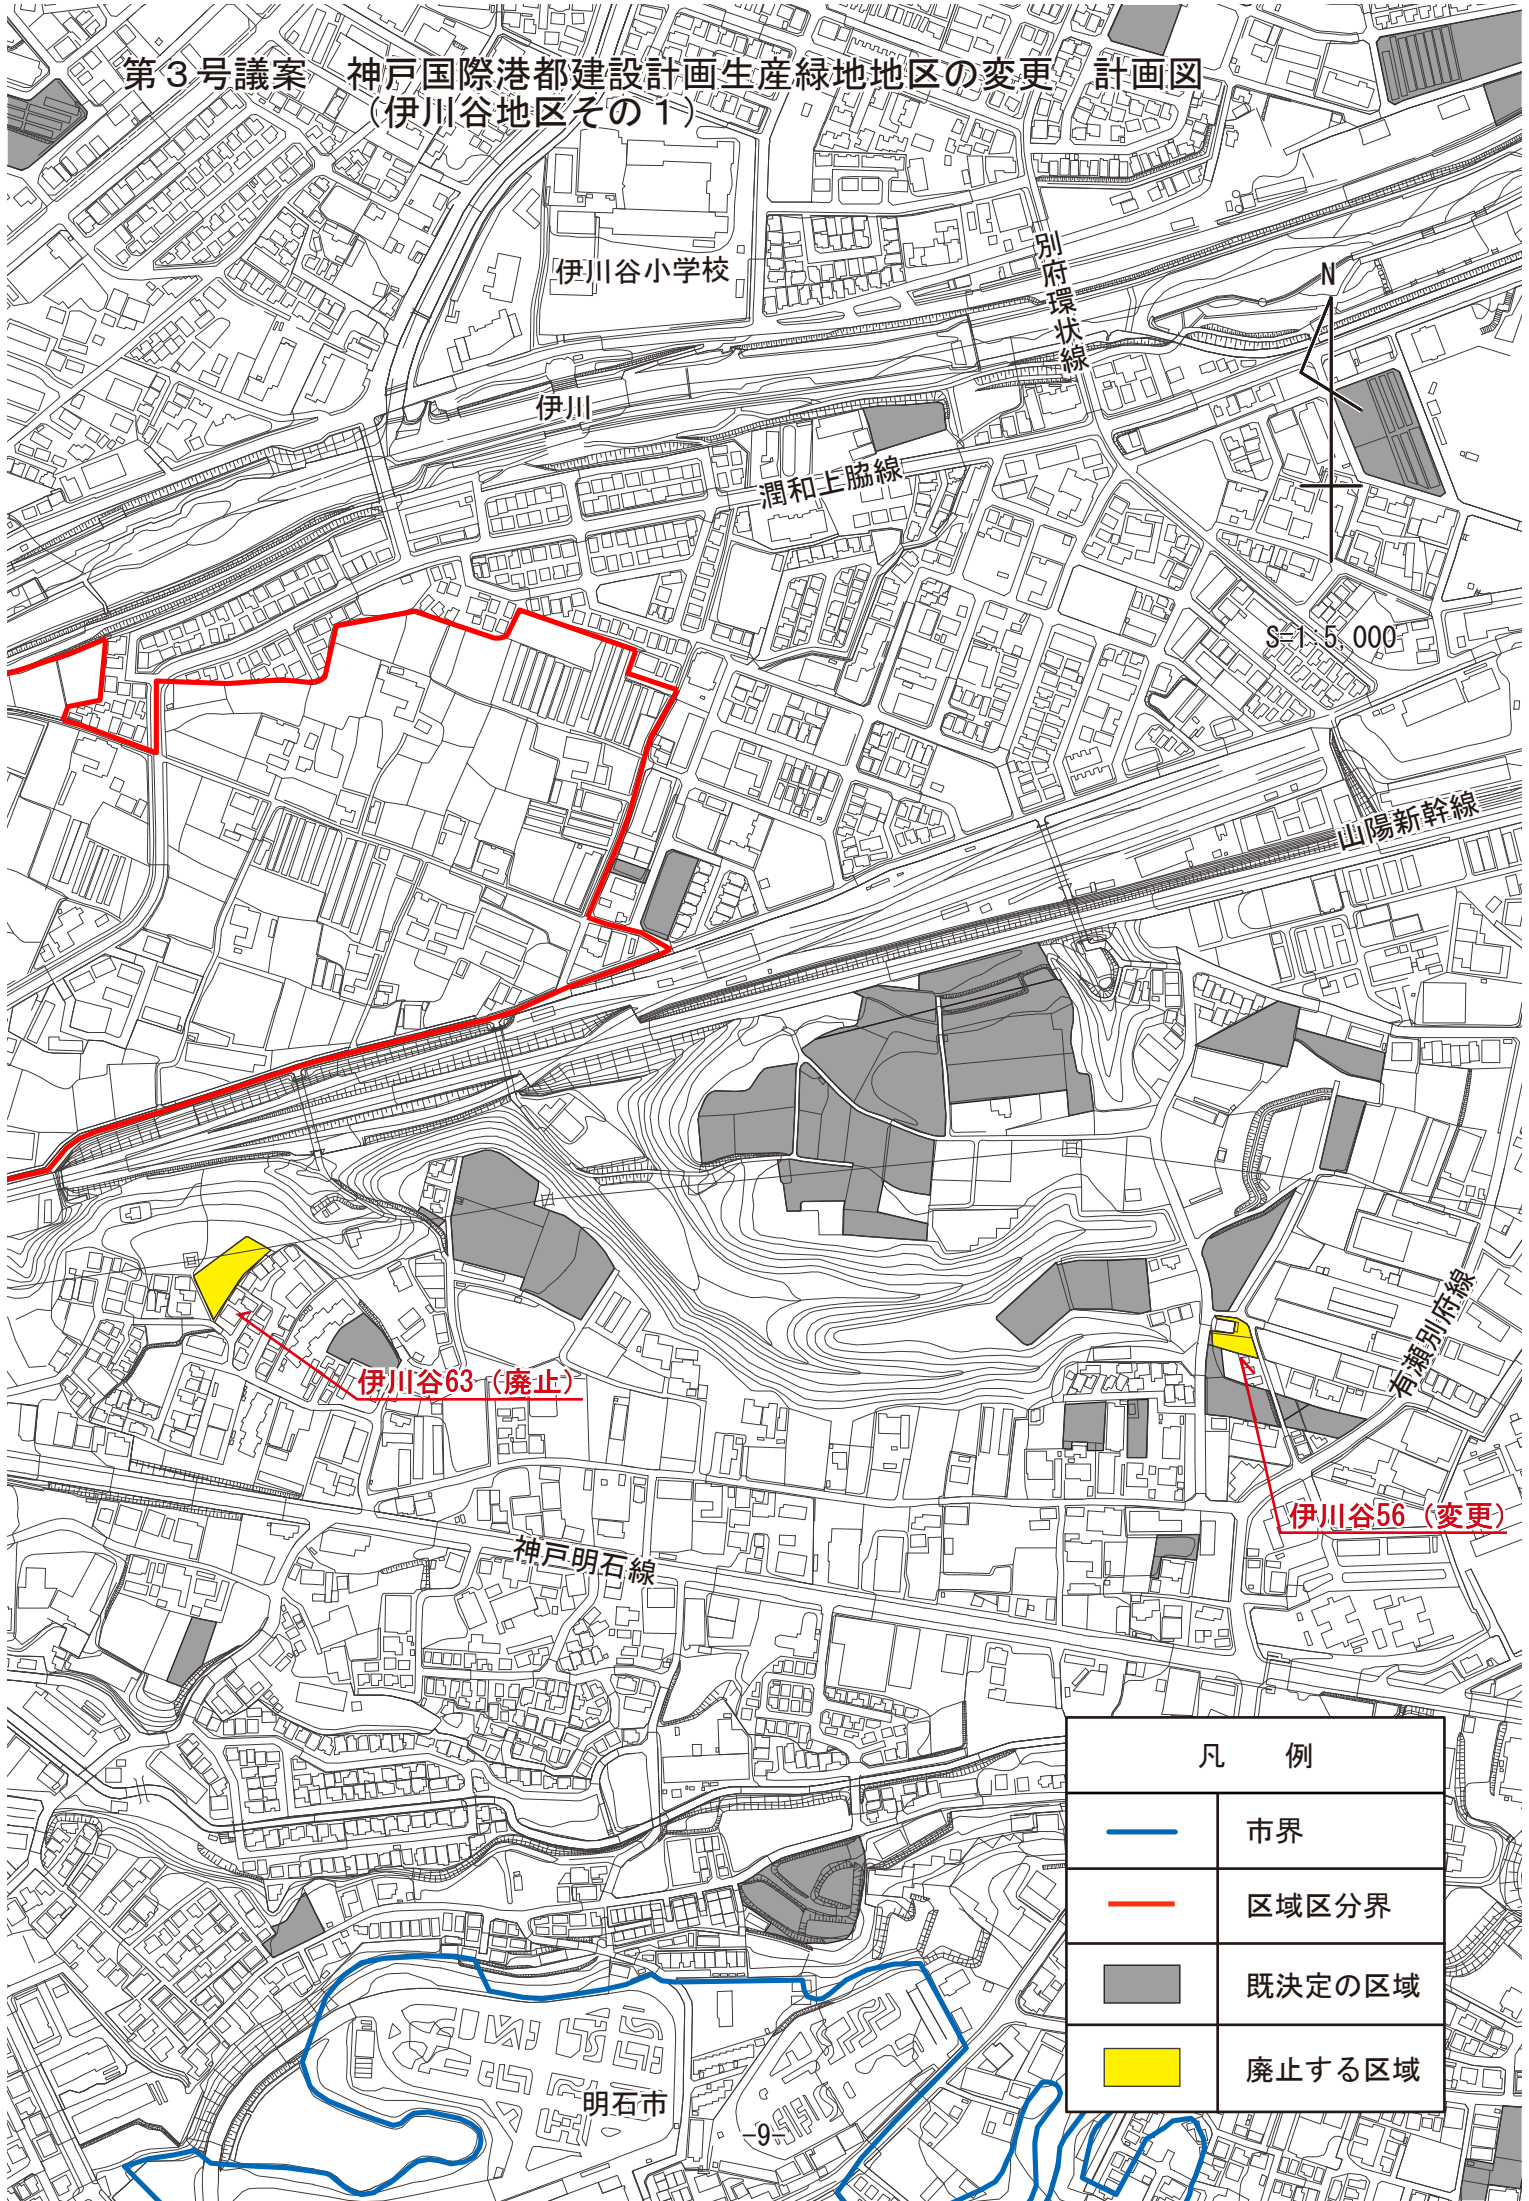 第３号議案　神戸国際港都建設計画生産緑地地区の変更　計画図
（伊川谷地区その１）
伊川谷小学校
別府環状線
N
伊川
潤和上脇線
S=1:5,000
山陽新幹線
有瀬別府線
伊川谷63（廃止）
伊川谷56（変更）
神戸明石線
凡　例
市界
区域区分界
既決定の区域
廃止する区域
明石市
-9-